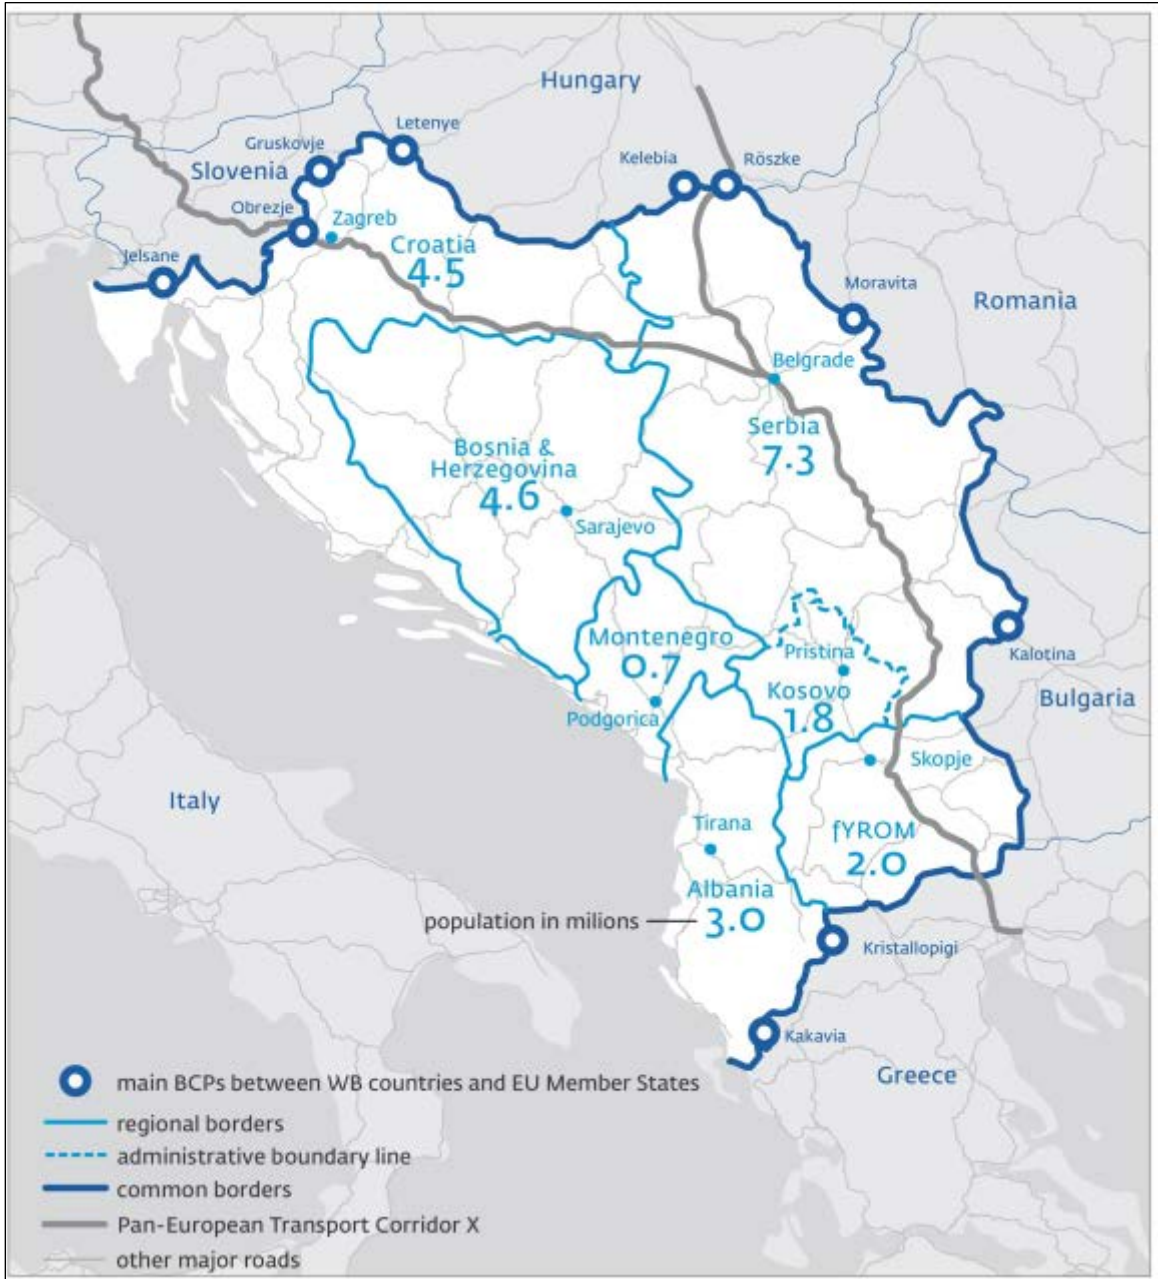 Hungary
Letenye
Gruskovje
Slovenia
Kelebia
Röszke
Obrezje
Zagreb
Croatia
4.5
Jelsane
Moravita
Romania
Belgrade
Serbia
7.3
Bosnia &
Herzegovina
4.6
Sarajevo
Montenegro
0.7
Pristina
Kosovo
1.8
Kalotina
Bulgaria
Podgorica
Skopje
Italy
Tirana
fYROM
2.0
Albania
3.0
population in milions
Kristallopigi
Kakavia
Greece
main BCPs between WB countries and EU Member States
regional borders
administrative boundary line
common borders
Pan-European Transport Corridor X
other major roads